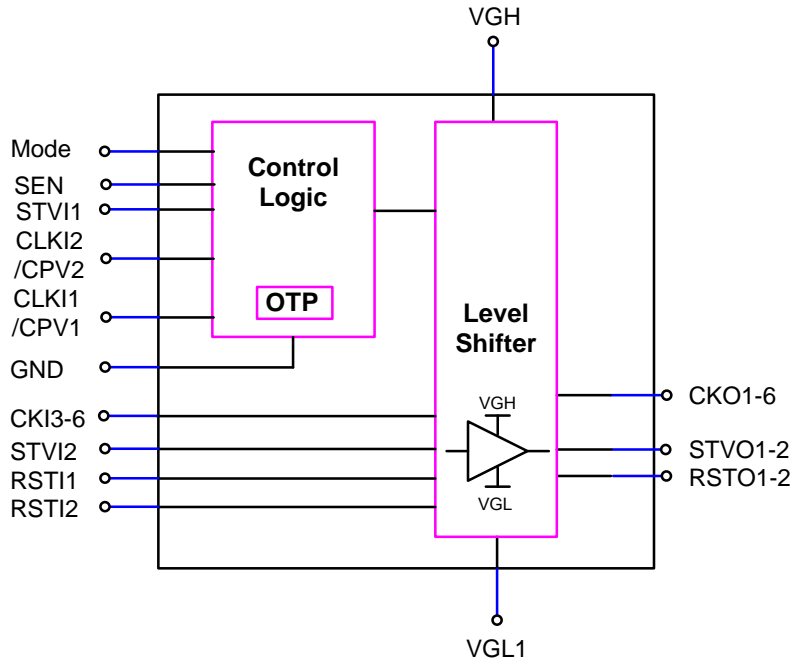 VGH
Mode
SEN
STVI1
CLKI2
/CPV2
CLKI1
/CPV1
GND
CKI3-6
STVI2
RSTI1
RSTI2
Control
Logic
OTP
Level
Shifter
VGH
VGL
CKO1-6
STVO1-2
RSTO1-2
VGL1